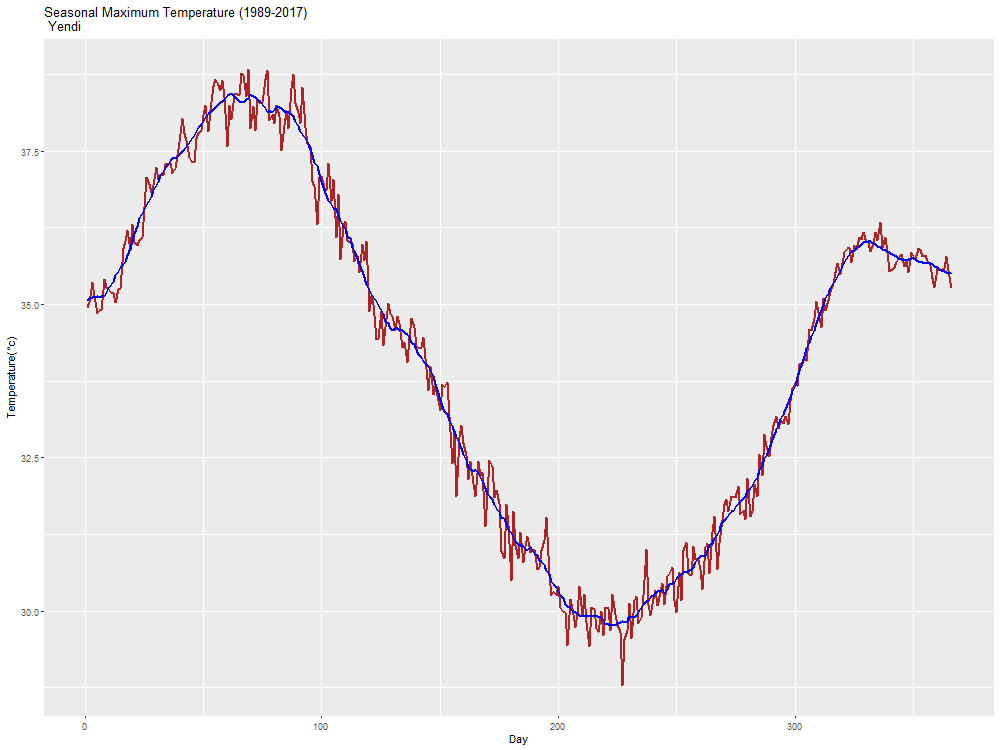 Seasonal Maximum Temperature (1989-2017)
Yendi
37.5
35.0
32.5
30.0
Temperature(°c)
0
100
200
300
Day